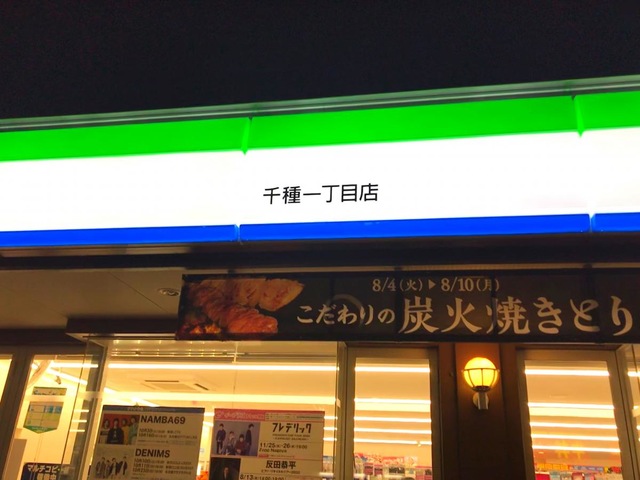 千種一丁目店
8/4(火)▶8/10(月)
こだわりの炭火焼きとり
NAMBA69
DENIMS
フレデリック
反田恭平
マルチコピー